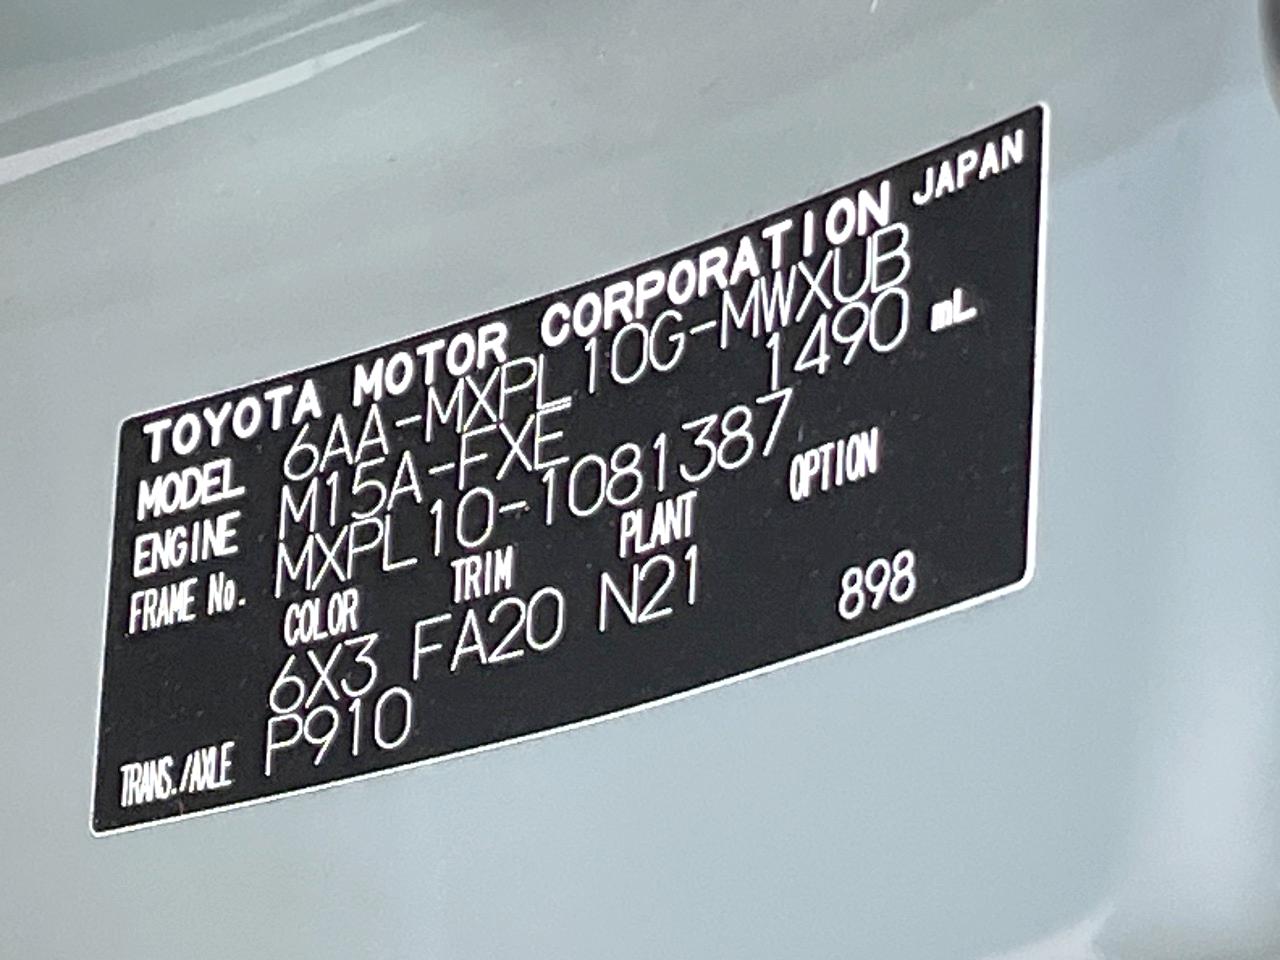 TOYOTA MOTOR CORPORATION JAPAN
MODEL 6AA-MXPL10G-MWXUB
ENGINE M15A-FXE 1490 mL
FRAME No. MXPL10-1081387
COLOR TRIM PLANT OPTION
6X3 FA20 N21 898
TRANS./AXLE P910